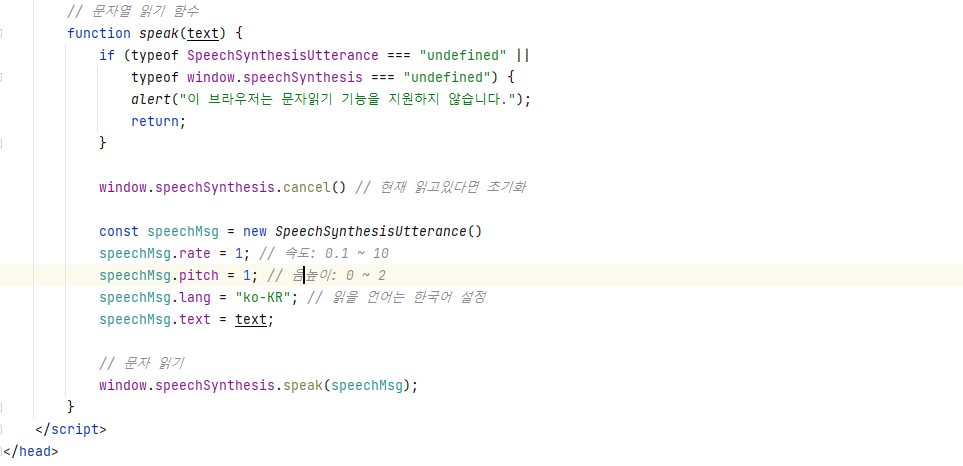 // 문자열 읽기 함수
function speak(text) {
if (typeof SpeechSynthesisUtterance === "undefined" ||
typeof window.speechSynthesis === "undefined") {
alert("이 브라우저는 문자읽기 기능을 지원하지 않습니다.");
return;
}
window.speechSynthesis.cancel() // 현재 읽고있다면 초기화
const speechMsg = new SpeechSynthesisUtterance()
speechMsg.rate = 1; // 속도: 0.1 ~ 10
speechMsg.pitch = 1; // 음높이: 0 ~ 2
speechMsg.lang = "ko-KR"; // 읽을 언어는 한국어 설정
speechMsg.text = text;
// 문자 읽기
window.speechSynthesis.speak(speechMsg);
}
</script>
</head>